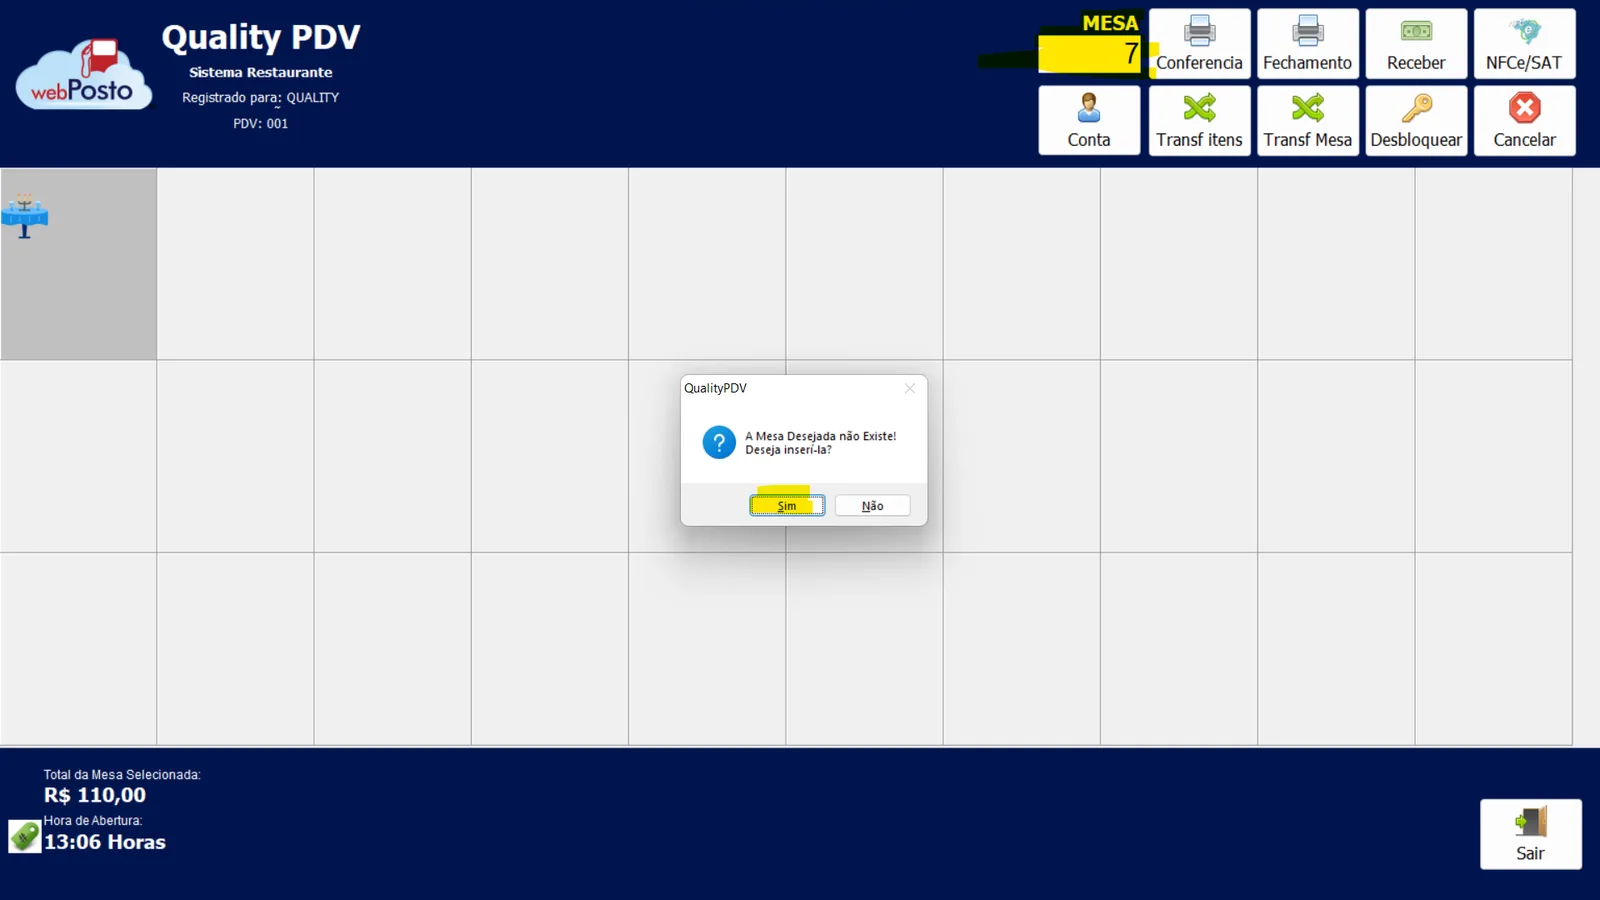 webPosto
Quality PDV
Sistema Restaurante
Registrado para: QUALITY
PDV: 001
MESA
7
Conferencia
Fechamento
Receber
NFCe/SAT
Conta
Transf itens
Transf Mesa
Desbloquear
Cancelar
QualityPDV
A Mesa Desejada não Existe!
Deseja inserí-la?
Sim
Não
Total da Mesa Selecionada:
R$ 110,00
Hora de Abertura:
13:06 Horas
Sair